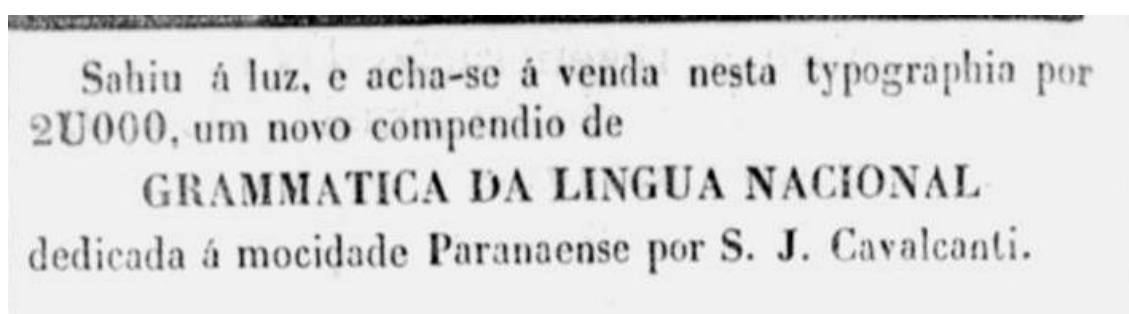 Sahiu á luz, e acha-se á venda nesta typographia por
2U000, um novo compendio de
GRAMMATICA DA LINGUA NACIONAL
dedicada á mocidade Paranaense por S. J. Cavalcanti.